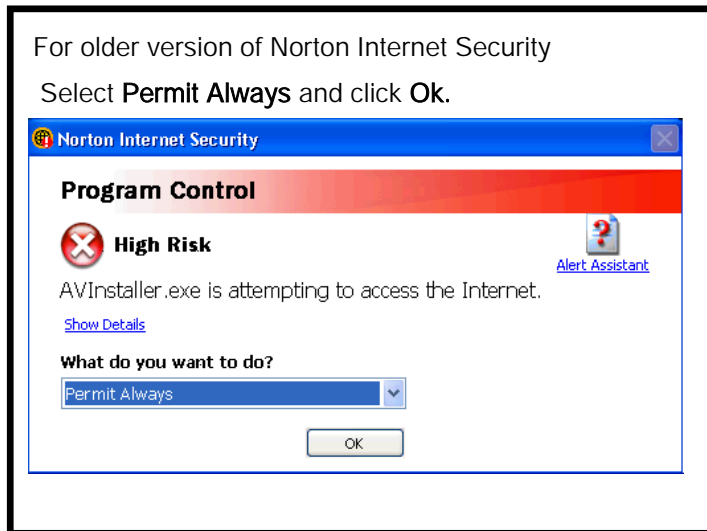 For older version of Norton Internet Security
Select Permit Always and click Ok.
Norton Internet Security
Program Control
High Risk
Alert Assistant
AVInstaller.exe is attempting to access the Internet.
Show Details
What do you want to do?
Permit Always
OK